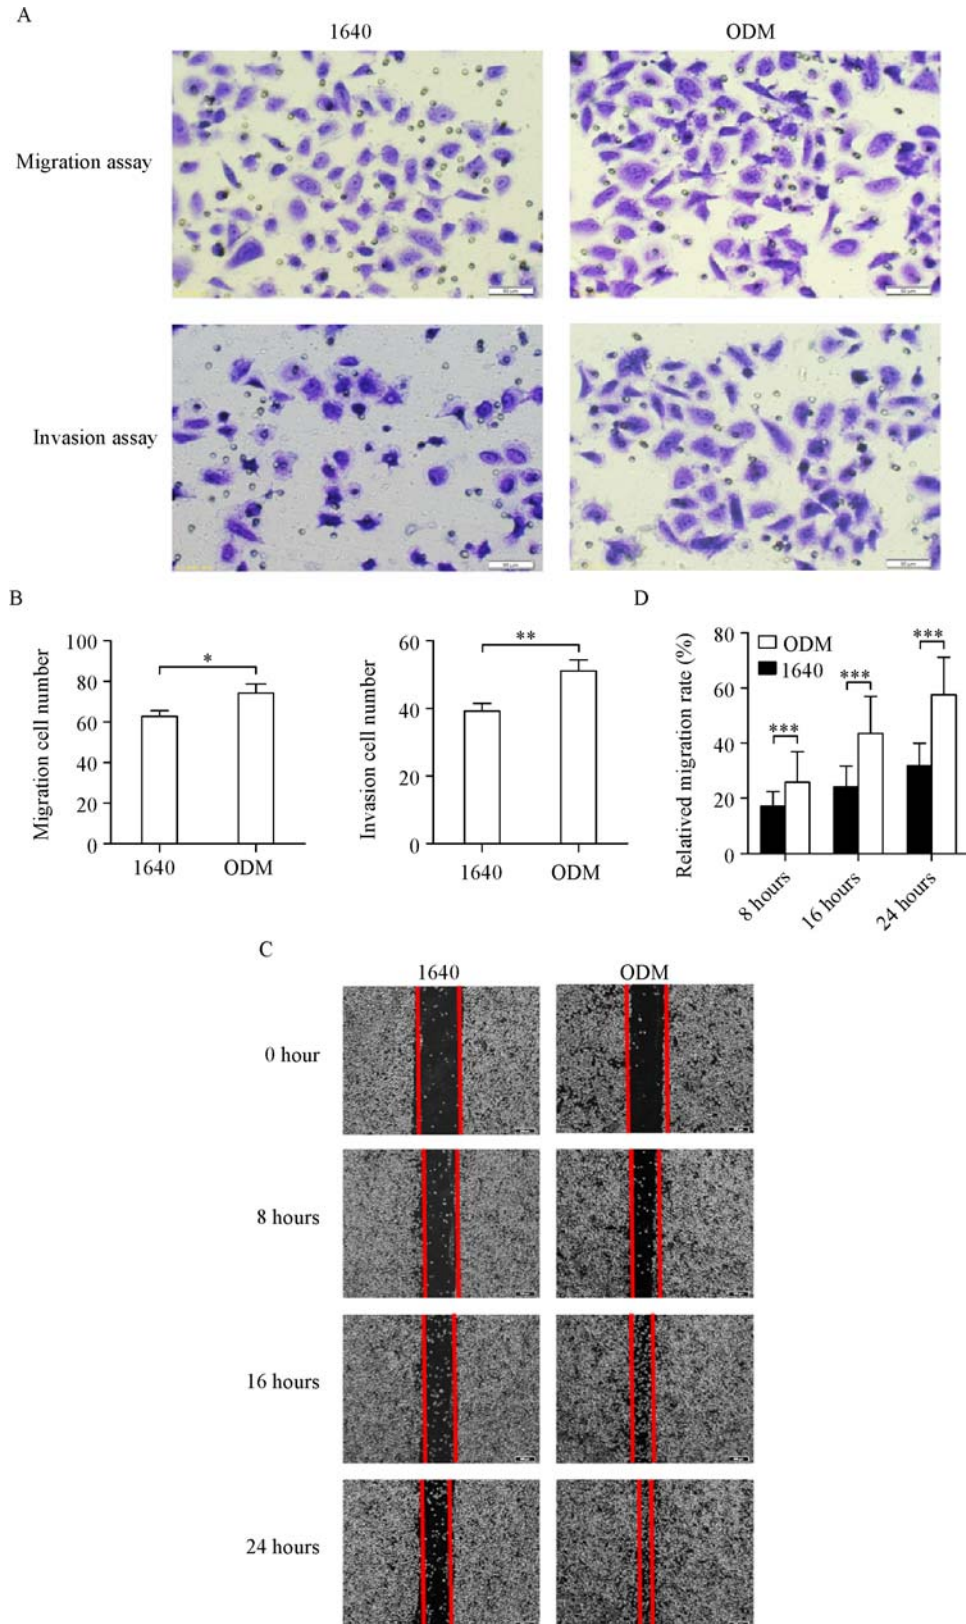 A
1640 ODM
Migration assay
Invasion assay
B
Migration cell number
100
80
60
40
20
0
*
1640 ODM
Invasion cell number
60
40
20
0
**
1640 ODM
D
Relatived migration rate (%)
80
60
40
20
0
ODM
1640
*** *** ***
8 hours 16 hours 24 hours
C
1640 ODM
0 hour
8 hours
16 hours
24 hours